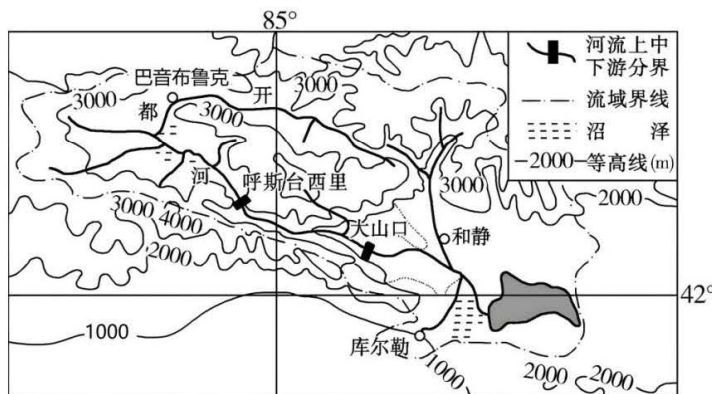 85°
河流上中
下游分界
流域界线
沼 泽
—2000—等高线(m)
巴音布鲁克
3000
都
开
3000
3000
河
呼斯台西里
3000
3000
4000
2000
大山口
和静
2000
42°
1000
库尔勒
1000
2000
2000